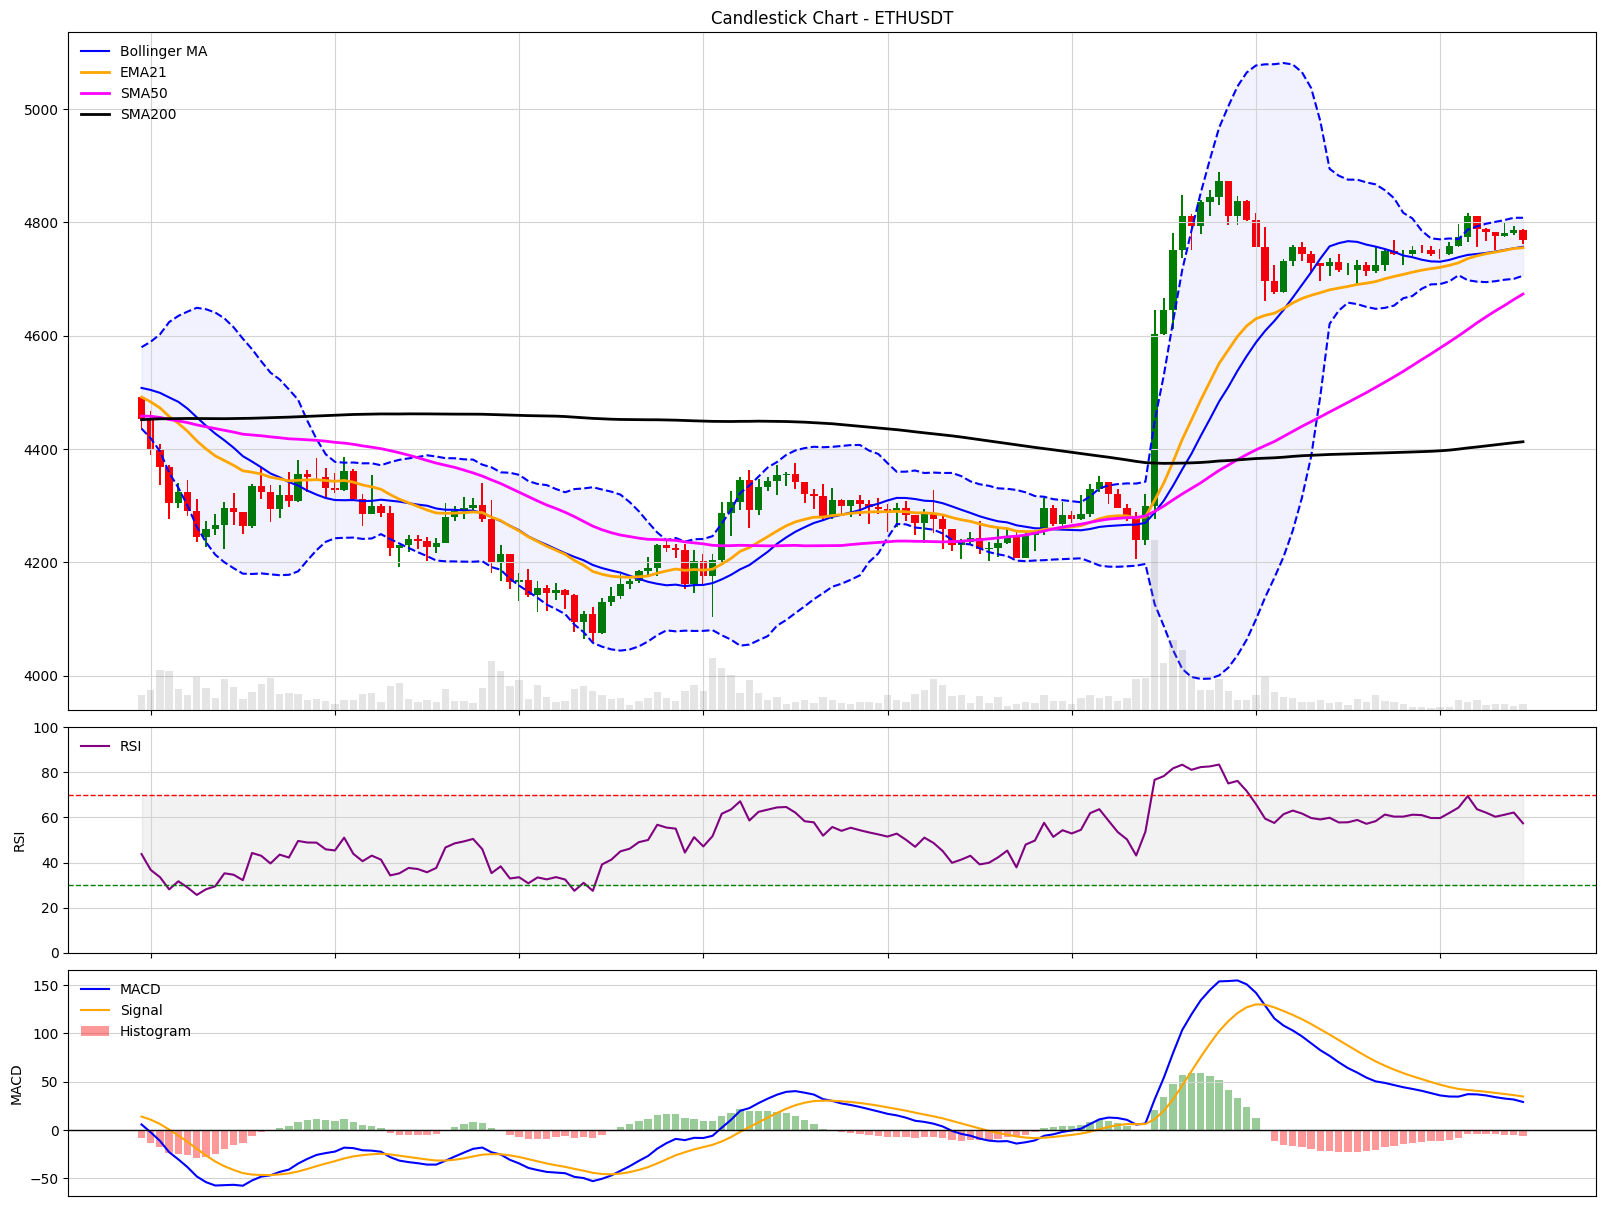 Candlestick Chart - ETHUSDT
Bollinger MA
EMA21
SMA50
SMA200
5000
4800
4600
4400
4200
4000
RSI
100
80
60
40
20
0
RSI
MACD
Signal
Histogram
150
100
50
0
−50
MACD